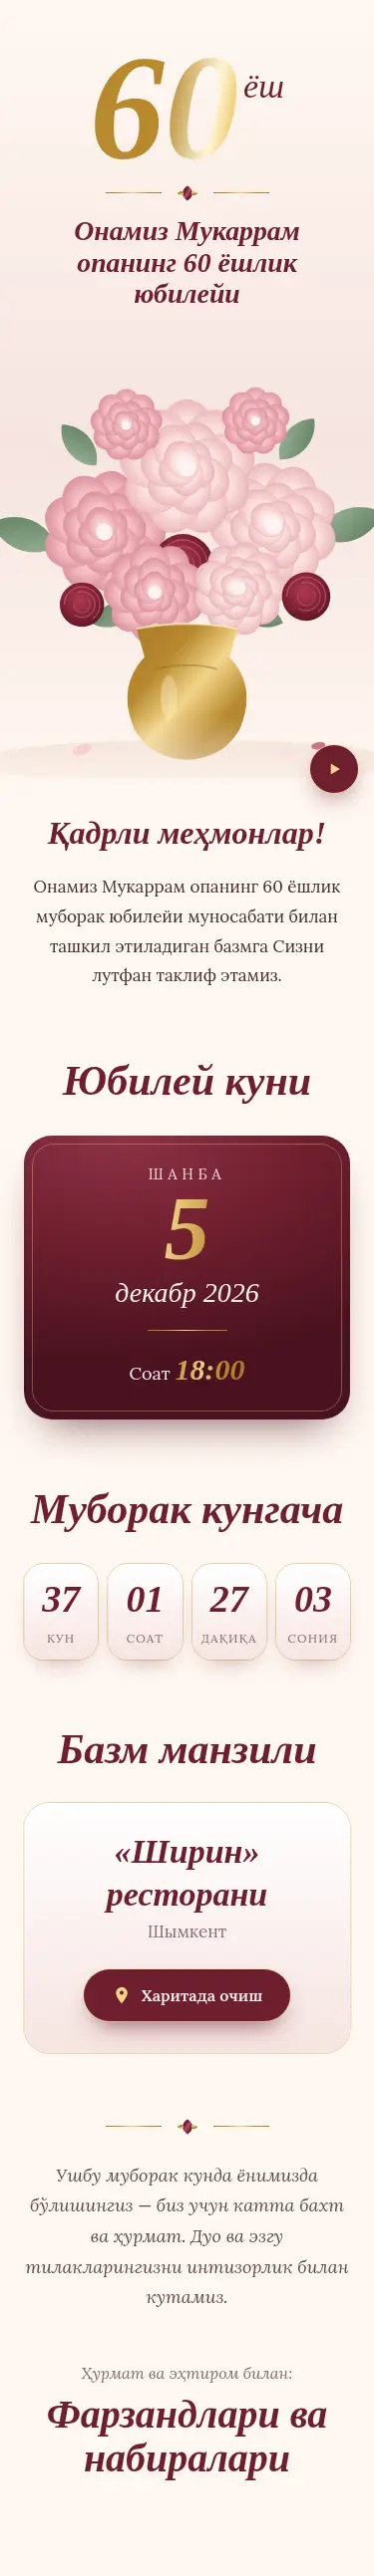 60 ёш
Онамиз Мукаррам
опанинг 60 ёшлик
юбилейи
Қадрли меҳмонлар!
Онамиз Мукаррам опанинг 60 ёшлик
муборак юбилейи муносабати билан
ташкил этиладиган базмга Сизни
лутфан таклиф этамиз.
Юбилей куни
ШАНБА
5
декабр 2026
Соат 18:00
Муборак кунгача
37 01 27 03
КУН СОАТ ДАҚИҚА СОНИЯ
Базм манзили
«Ширин»
ресторани
Шымкент
Харитада очиш
Ушбу муборак кунда ёнимизда
бўлишингиз — биз учун катта бахт
ва ҳурмат. Дуо ва эзгу
тилакларингизни интизорлик билан
кутамиз.
Ҳурмат ва эҳтиром билан:
Фарзандлари ва
набиралари